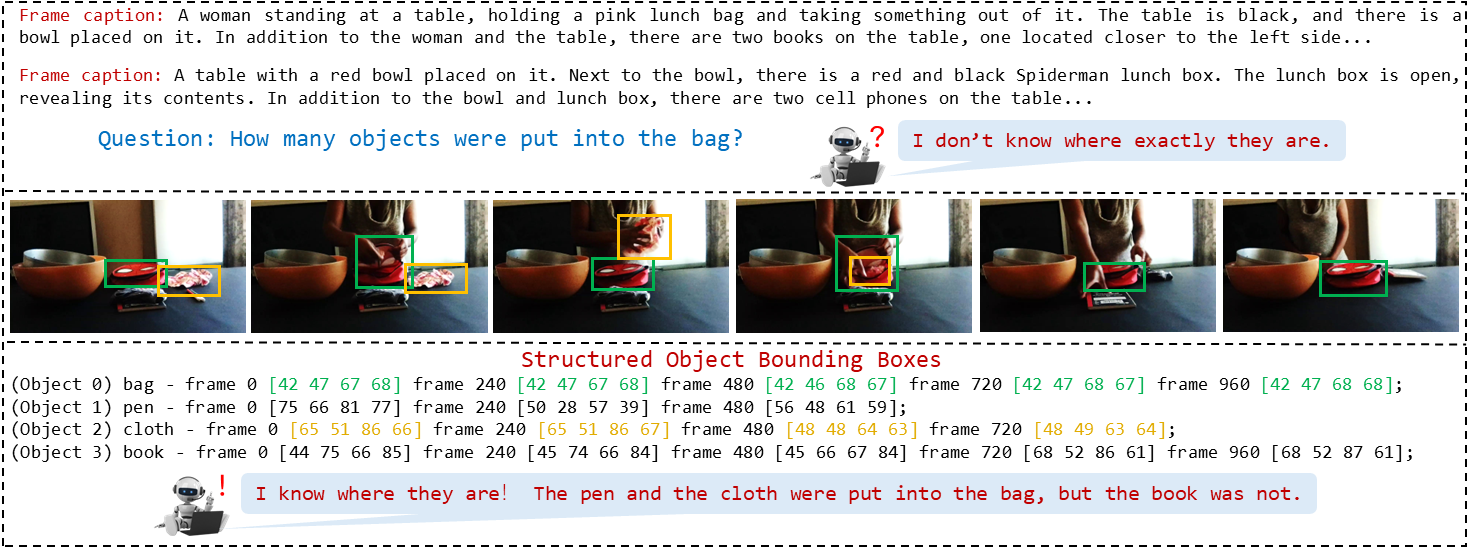 Frame caption: A woman standing at a table, holding a pink lunch bag and taking something out of it. The table is black, and there is a
bowl placed on it. In addition to the woman and the table, there are two books on the table, one located closer to the left side...
Frame caption: A table with a red bowl placed on it. Next to the bowl, there is a red and black Spiderman lunch box. The lunch box is open,
revealing its contents. In addition to the bowl and lunch box, there are two cell phones on the table...
Question: How many objects were put into the bag?
?
I don't know where exactly they are.
Structured Object Bounding Boxes
(Object 0) bag - frame 0 [42 47 67 68] frame 240 [42 47 67 68] frame 480 [42 46 68 67] frame 720 [42 47 68 67] frame 960 [42 47 68 68];
(Object 1) pen - frame 0 [75 66 81 77] frame 240 [50 28 57 39] frame 480 [56 48 61 59];
(Object 2) cloth - frame 0 [65 51 86 66] frame 240 [65 51 86 67] frame 480 [48 48 64 63] frame 720 [48 49 63 64];
(Object 3) book - frame 0 [44 75 66 85] frame 240 [45 74 66 84] frame 480 [45 66 67 84] frame 720 [68 52 86 61] frame 960 [68 52 87 61];
!
I know where they are! The pen and the cloth were put into the bag, but the book was not.